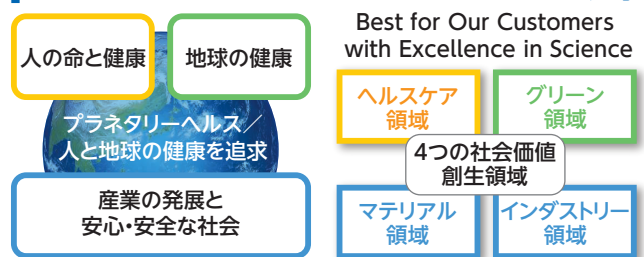 人の命と健康
地球の健康
プラネタリーヘルス／
人と地球の健康を追求
産業の発展と
安心・安全な社会
Best for Our Customers
with Excellence in Science
ヘルスケア
領域
グリーン
領域
4つの社会価値
創生領域
マテリアル
領域
インダストリー
領域